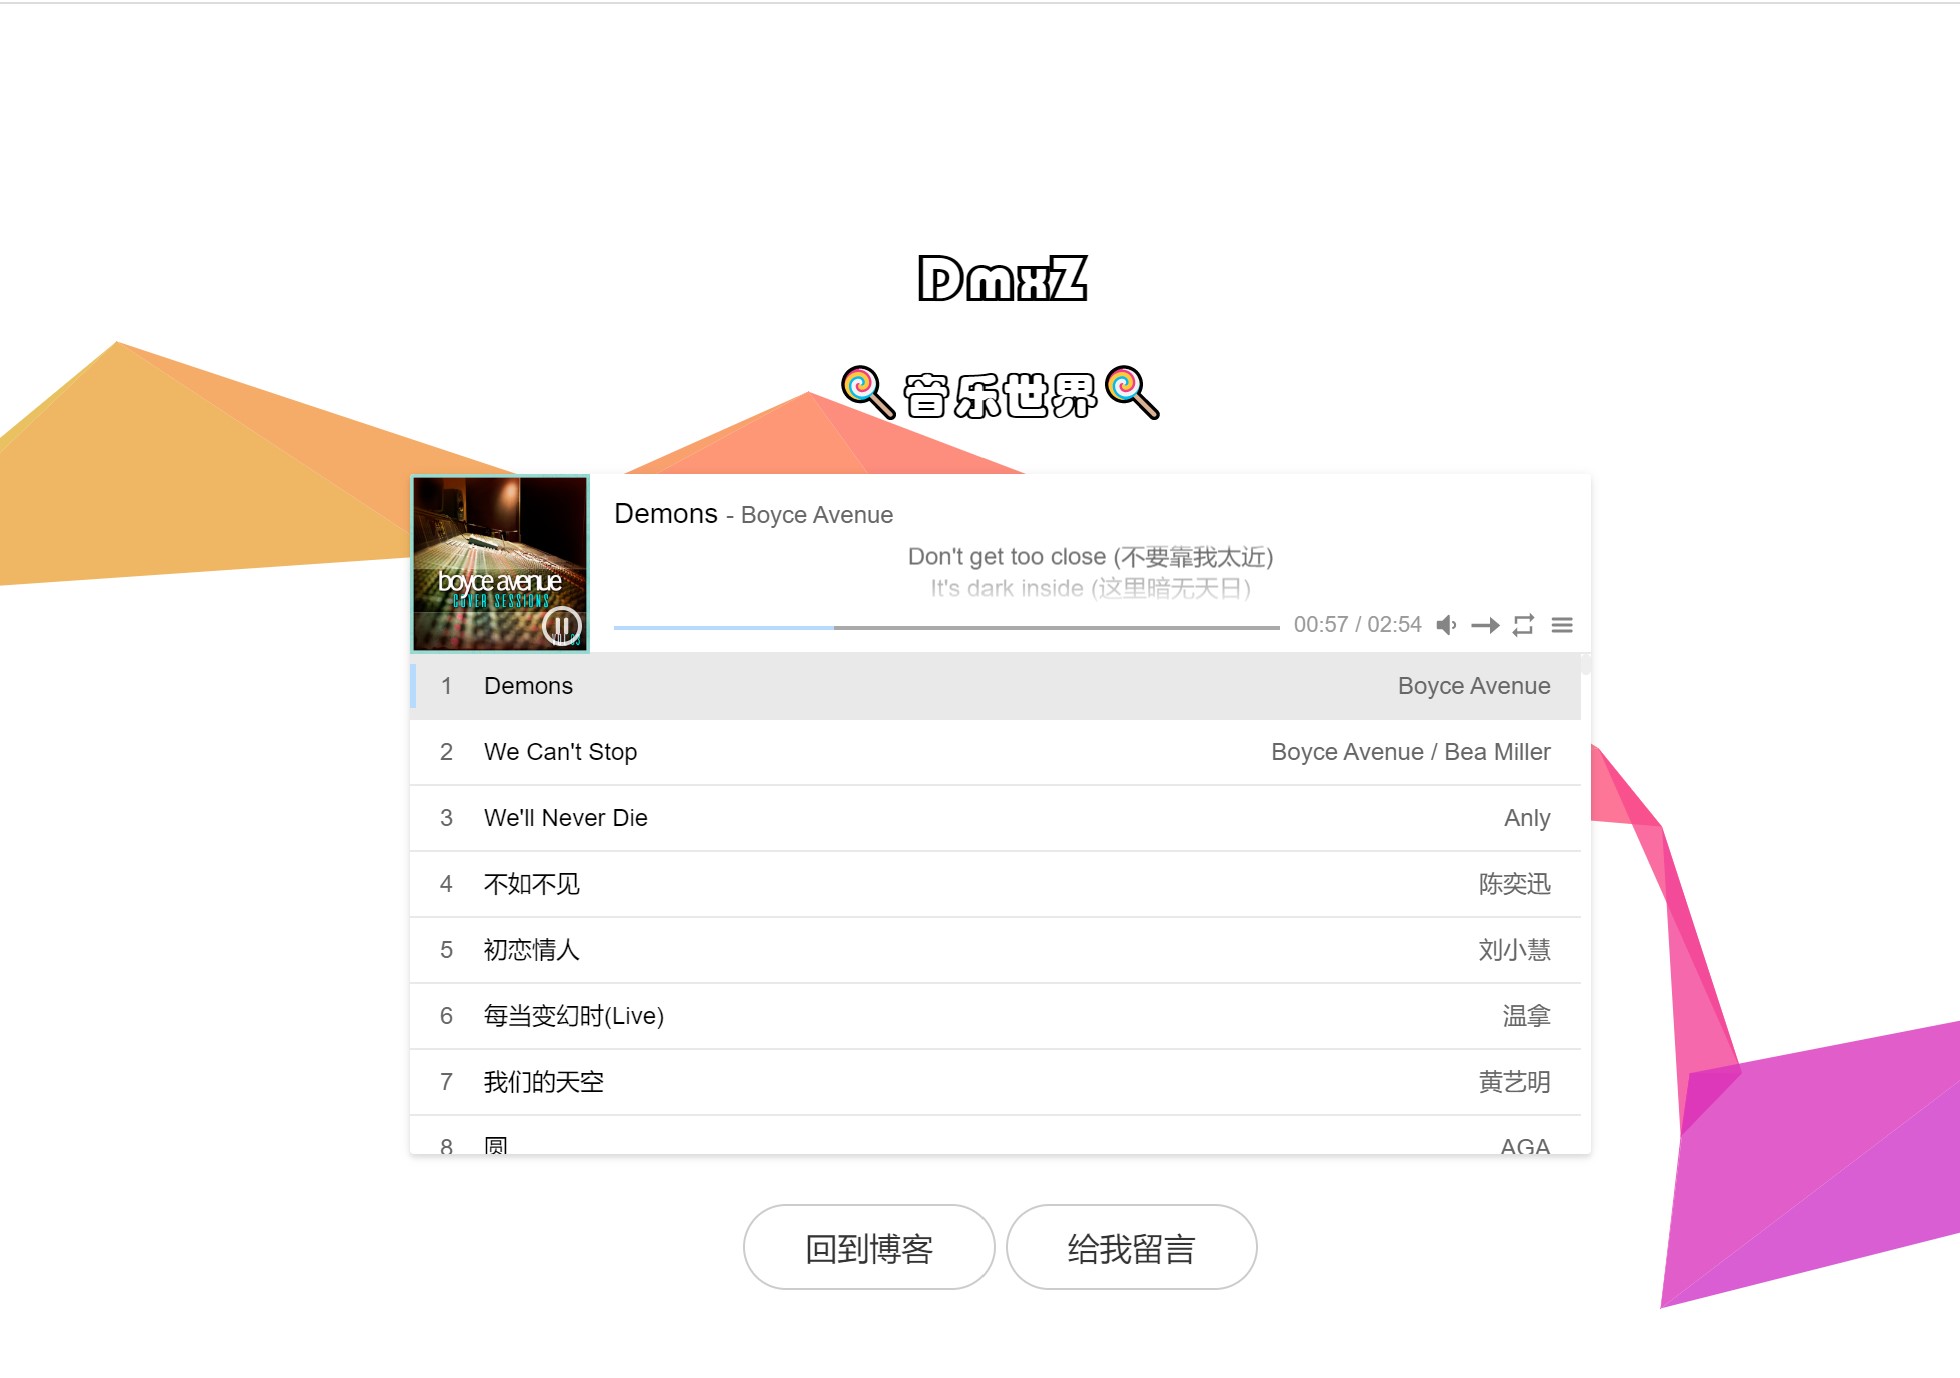 DmxZ
🍭音乐世界🍭
boyce avenue
COVER SESSIONS
Demons - Boyce Avenue
Don't get too close (不要靠我太近)
It's dark inside (这里暗无天日)
00:57 / 02:54
1 Demons Boyce Avenue
2 We Can't Stop Boyce Avenue / Bea Miller
3 We'll Never Die Anly
4 不如不见 陈奕迅
5 初恋情人 刘小慧
6 每当变幻时(Live) 温拿
7 我们的天空 黄艺明
8 圆 AGA
回到博客 给我留言